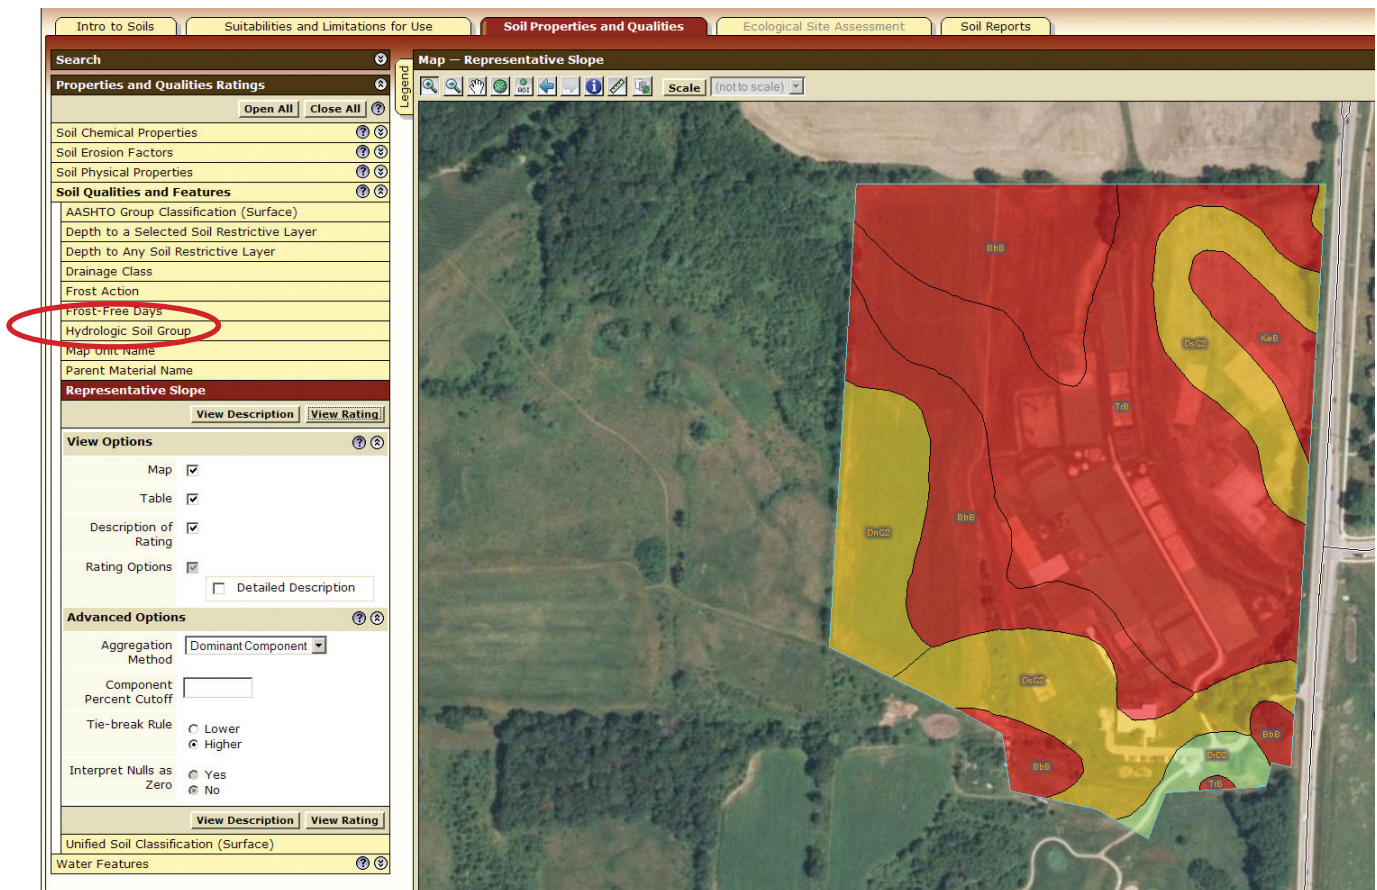 Intro to Soils
Suitabilities and Limitations for Use
Soil Properties and Qualities
Ecological Site Assessment
Soil Reports
Search
Properties and Qualities Ratings
Open All Close All ?
Soil Chemical Properties ?
Soil Erosion Factors ?
Soil Physical Properties ?
Soil Qualities and Features ?
AASHTO Group Classification (Surface)
Depth to a Selected Soil Restrictive Layer
Depth to Any Soil Restrictive Layer
Drainage Class
Frost Action
Frost-Free Days
Hydrologic Soil Group
Map Unit Name
Parent Material Name
Representative Slope
View Description View Rating
View Options ?
Map
Table
Description of
Rating
Rating Options
Detailed Description
Advanced Options ?
Aggregation
Method
Dominant Component
Component
Percent Cutoff
Tie-break Rule
Lower
Higher
Interpret Nulls as
Zero
Yes
No
View Description View Rating
Unified Soil Classification (Surface)
Water Features ?
Legend
Map — Representative Slope
AOI
i
Scale (not to scale)
BbB
DsC2
KeB
TrB
BbB
DnC2
DsC2
BbB
BbB
DrD2
TrB